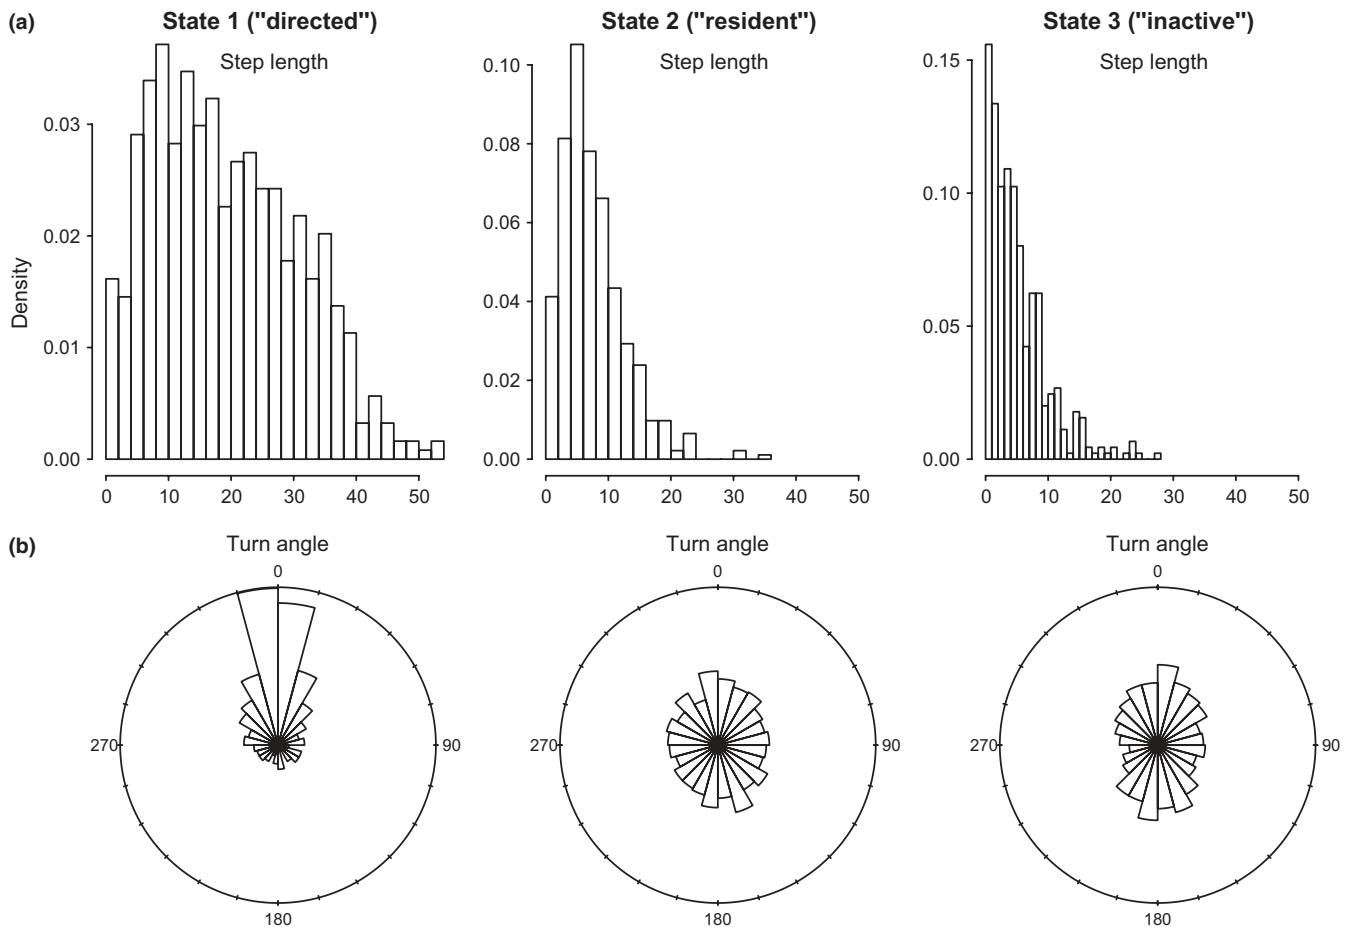 (a)
State 1 ("directed")
State 2 ("resident")
State 3 ("inactive")
Step length
Step length
Step length
Density
0.03
0.02
0.01
0.00
0 10 20 30 40 50
0.10
0.08
0.06
0.04
0.02
0.00
0 10 20 30 40 50
0.15
0.10
0.05
0.00
0 10 20 30 40 50
(b)
Turn angle
0
270
90
180
Turn angle
0
270
90
180
Turn angle
0
270
90
180